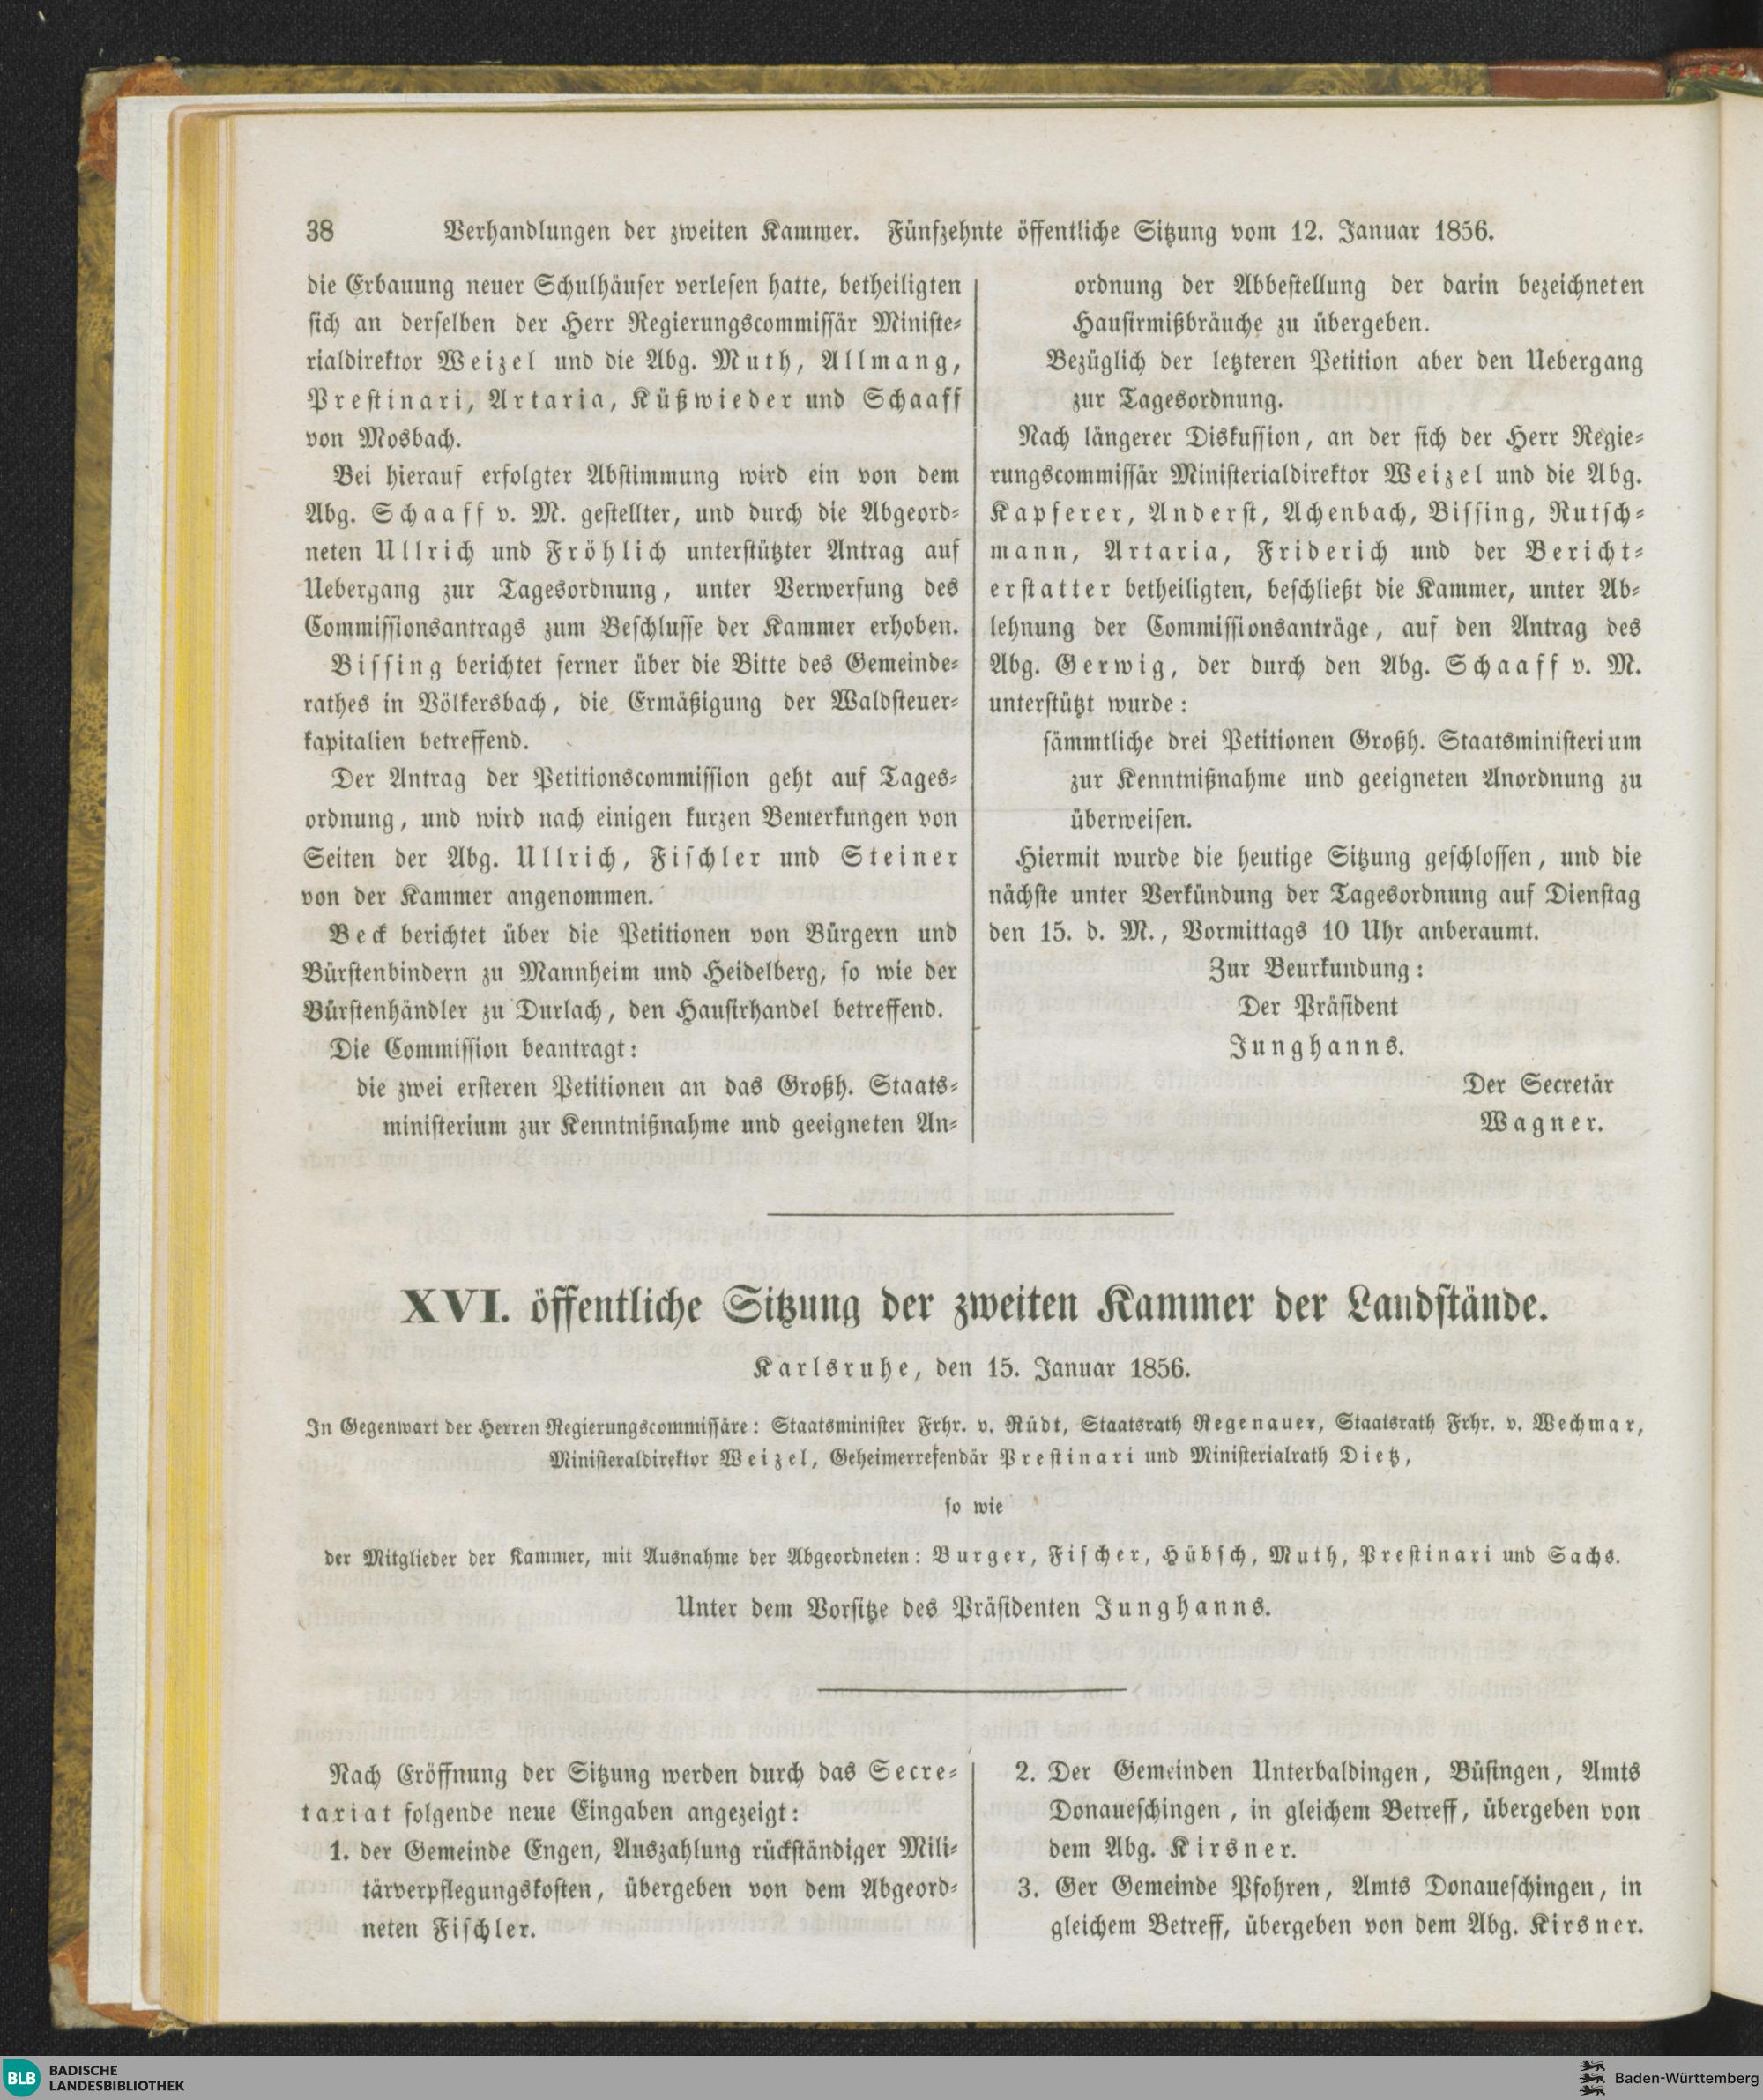 38 Verhandlungen der zweiten Kammer. Fünfzehnte öffentliche Sitzung vom 12. Januar 1856.
die Erbauung neuer Schulhäuser verlesen hatte, betheiligten
sich an derselben der Herr Regierungscommissär Ministe-
rialdirektor Weizel und die Abg. Muth, Allmang,
Prestinari, Artaria, Küßwieder und Schaaff
von Mosbach.
Bei hierauf erfolgter Abstimmung wird ein von dem
Abg. Schaaff v. M. gestellter, und durch die Abgeord-
neten Ullrich und Fröhlich unterstützter Antrag auf
Uebergang zur Tagesordnung, unter Verwerfung des
Commissionsantrags zum Beschlusse der Kammer erhoben.
Bissing berichtet ferner über die Bitte des Gemeinde-
rathes in Völkersbach, die Ermäßigung der Waldsteuer-
kapitalien betreffend.
Der Antrag der Petitionscommission geht auf Tages-
ordnung, und wird nach einigen kurzen Bemerkungen von
Seiten der Abg. Ullrich, Fischler und Steiner
von der Kammer angenommen.
Beck berichtet über die Petitionen von Bürgern und
Bürstenbindern zu Mannheim und Heidelberg, so wie der
Bürstenhändler zu Durlach, den Hausirhandel betreffend.
Die Commission beantragt:
die zwei ersteren Petitionen an das Großh. Staats-
ministerium zur Kenntnißnahme und geeigneten An-
ordnung der Abbestellung der darin bezeichneten
Hausirmißbräuche zu übergeben.
Bezüglich der letzteren Petition aber den Uebergang
zur Tagesordnung.
Nach längerer Diskussion, an der sich der Herr Regie-
rungscommissär Ministerialdirektor Weizel und die Abg.
Kapferer, Anderst, Achenbach, Bissing, Rutsch-
mann, Artaria, Friderich und der Bericht-
erstatter betheiligten, beschließt die Kammer, unter Ab-
lehnung der Commissionsanträge, auf den Antrag des
Abg. Gerwig, der durch den Abg. Schaaff v. M.
unterstützt wurde:
sämmtliche drei Petitionen Großh. Staatsministerium
zur Kenntnißnahme und geeigneten Anordnung zu
überweisen.
Hiermit wurde die heutige Sitzung geschlossen, und die
nächste unter Verkündung der Tagesordnung auf Dienstag
den 15. d. M., Vormittags 10 Uhr anberaumt.
Zur Beurkundung:
Der Präsident
Junghanns.
Der Secretär
Wagner.
XVI. öffentliche Sitzung der zweiten Kammer der Landstände.
Karlsruhe, den 15. Januar 1856.
In Gegenwart der Herren Regierungscommissäre: Staatsminister Frhr. v. Rüdt, Staatsrath Regenauer, Staatsrath Frhr. v. Wechmar,
Ministeraldirektor Weizel, Geheimerrefendär Prestinari und Ministerialrath Dietz,
so wie
der Mitglieder der Kammer, mit Ausnahme der Abgeordneten: Burger, Fischer, Hübsch, Muth, Prestinari und Sachs.
Unter dem Vorsitze des Präsidenten Junghanns.
Nach Eröffnung der Sitzung werden durch das Secre-
tariat folgende neue Eingaben angezeigt:
1. der Gemeinde Engen, Auszahlung rückständiger Mili-
tärverpflegungskosten, übergeben von dem Abgeord-
neten Fischler.
2. Der Gemeinden Unterbaldingen, Büsingen, Amts
Donaueschingen, in gleichem Betreff, übergeben von
dem Abg. Kirsner.
3. Ger Gemeinde Pfohren, Amts Donaueschingen, in
gleichem Betreff, übergeben von dem Abg. Kirsner.
BLB BADISCHE
LANDESBIBLIOTHEK
Baden-Württemberg